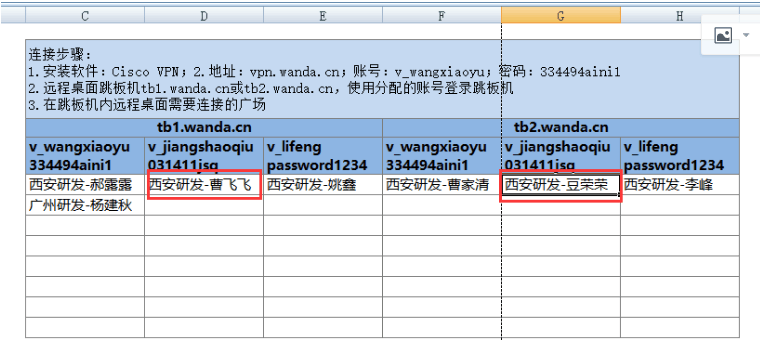 C D E F G H
连接步骤：
1.安装软件：Cisco VPN；2.地址：vpn.wanda.cn；账号：v_wangxiaoyu；密码：334494aini1
2.远程桌面跳板机tb1.wanda.cn或tb2.wanda.cn，使用分配的账号登录跳板机
3.在跳板机内远程桌面需要连接的广场
tb1.wanda.cn tb2.wanda.cn
v_wangxiaoyu v_jiangshaoqiu v_lifeng v_wangxiaoyu v_jiangshaoqiu v_lifeng
334494aini1 031411jsq password1234 334494aini1 031411jsq password1234
西安研发-郝露露 西安研发-曹飞飞 西安研发-姚鑫 西安研发-曹家清 西安研发-豆荣荣 西安研发-李峰
广州研发-杨建秋